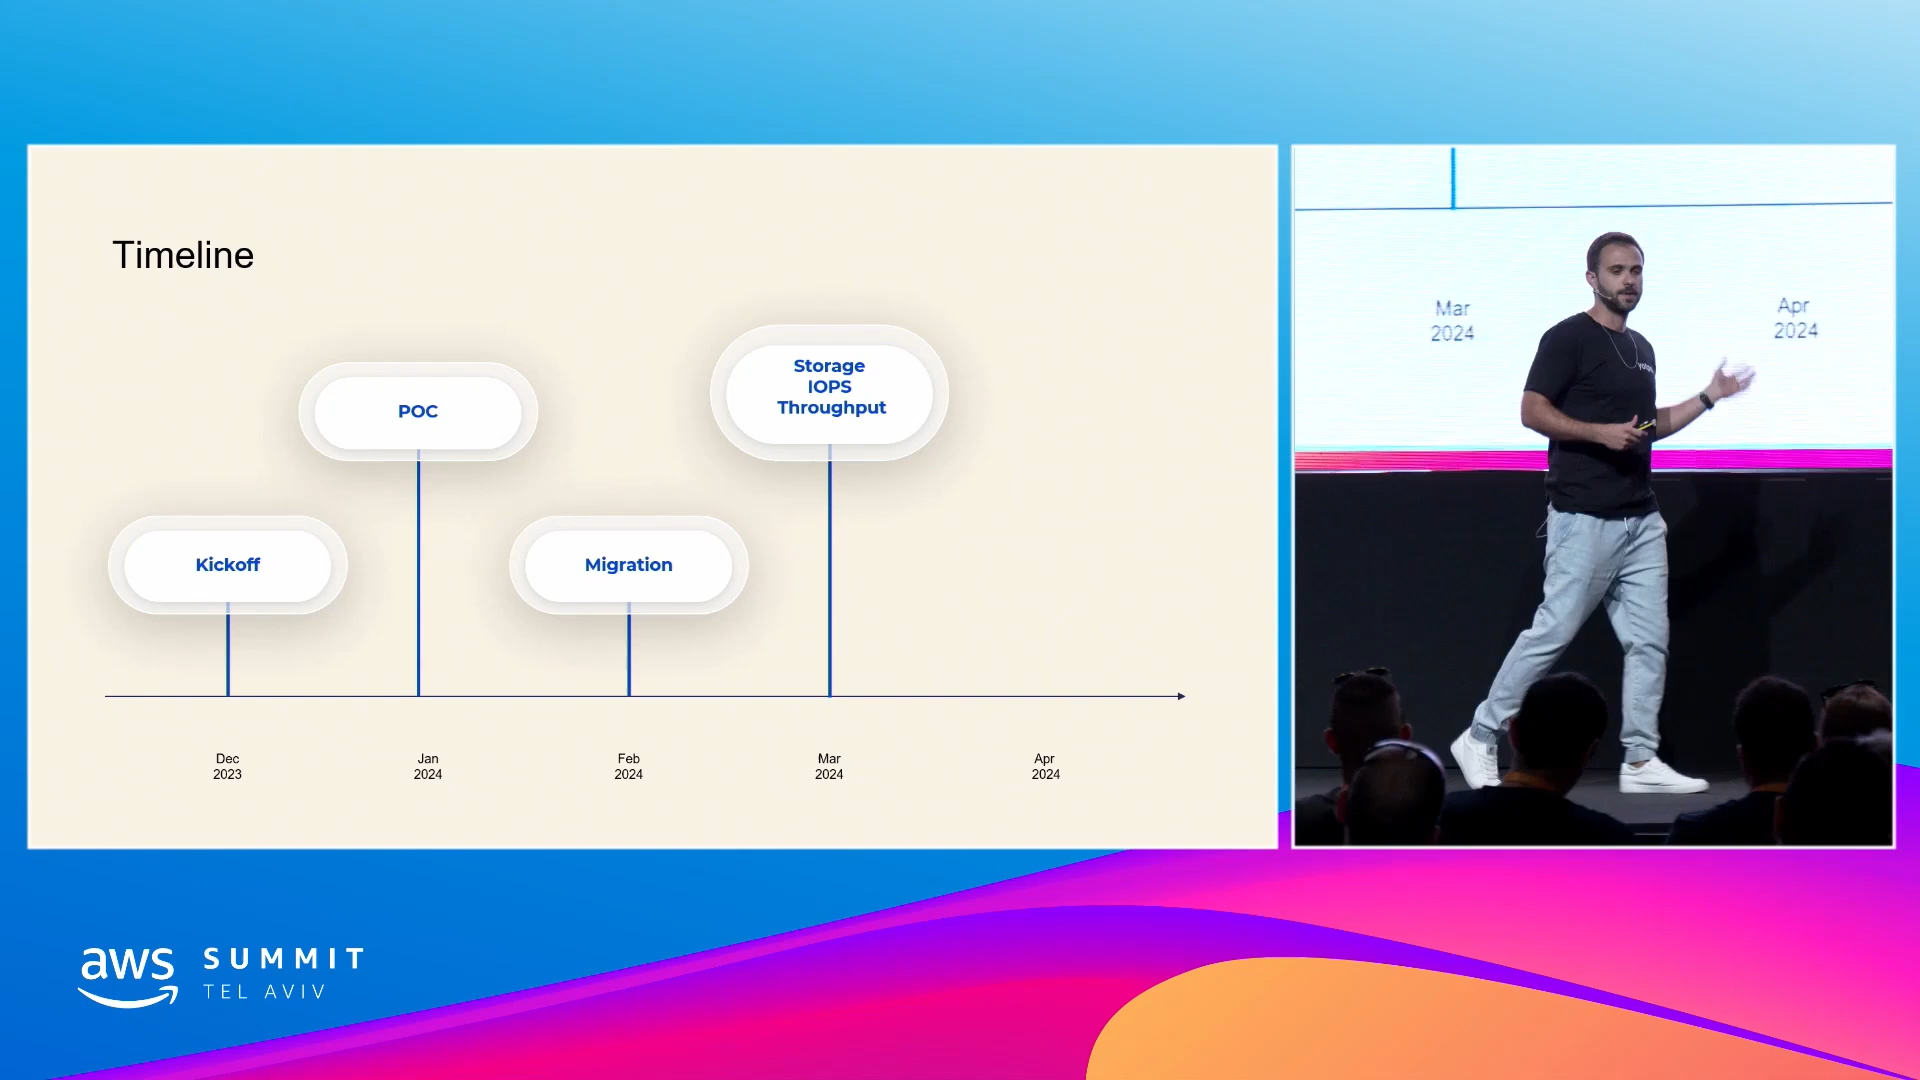 Timeline
Storage
IOPS
Throughput
POC
Kickoff
Migration
Dec
2023
Jan
2024
Feb
2024
Mar
2024
Apr
2024
Mar
2024
Apr
2024
aws SUMMIT
TEL AVIV